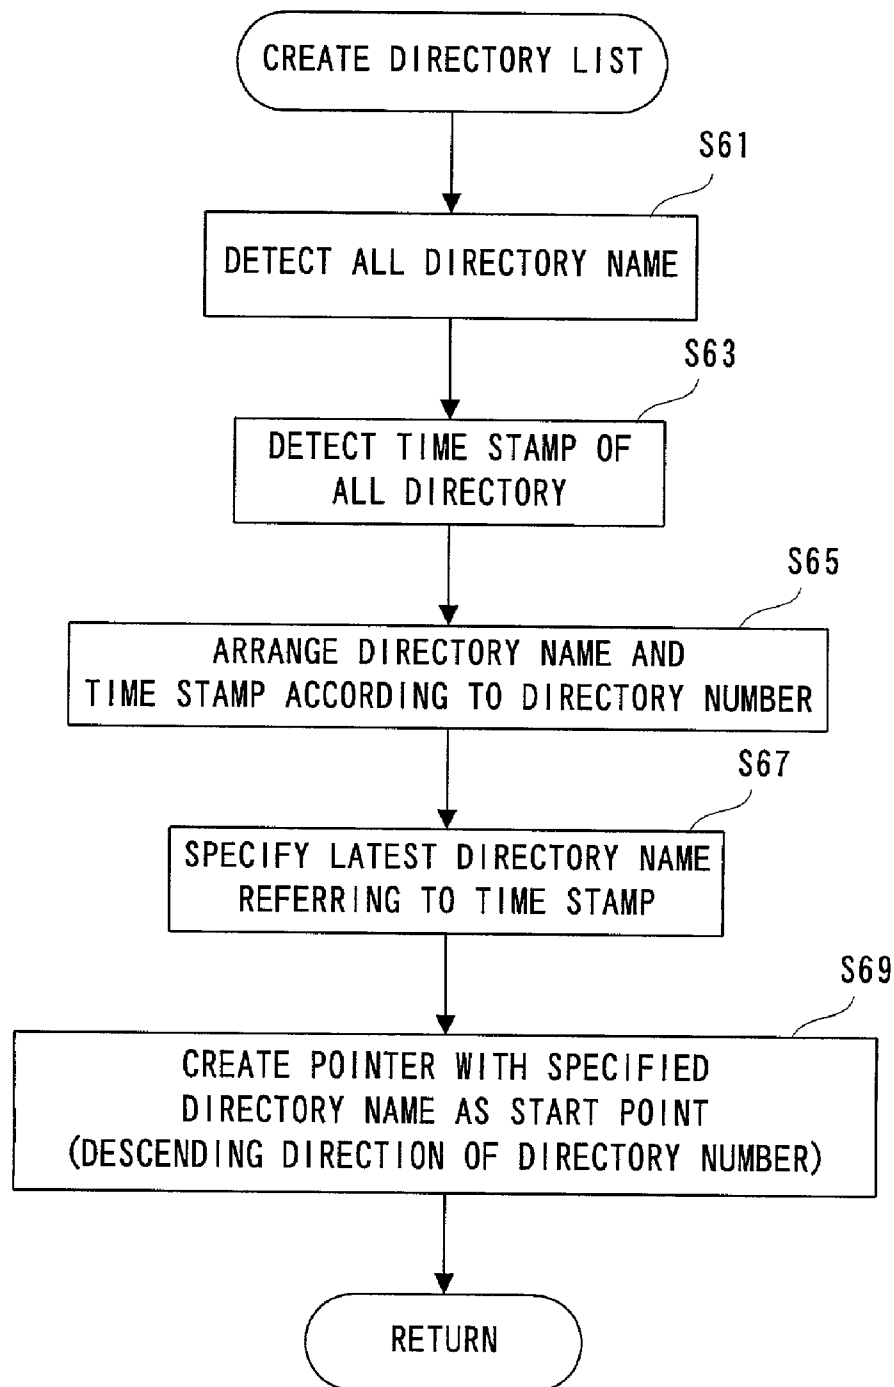 CREATE DIRECTORY LIST
S61
DETECT ALL DIRECTORY NAME
S63
DETECT TIME STAMP OF
ALL DIRECTORY
S65
ARRANGE DIRECTORY NAME AND
TIME STAMP ACCORDING TO DIRECTORY NUMBER
S67
SPECIFY LATEST DIRECTORY NAME
REFERRING TO TIME STAMP
S69
CREATE POINTER WITH SPECIFIED
DIRECTORY NAME AS START POINT
(DESCENDING DIRECTION OF DIRECTORY NUMBER)
RETURN